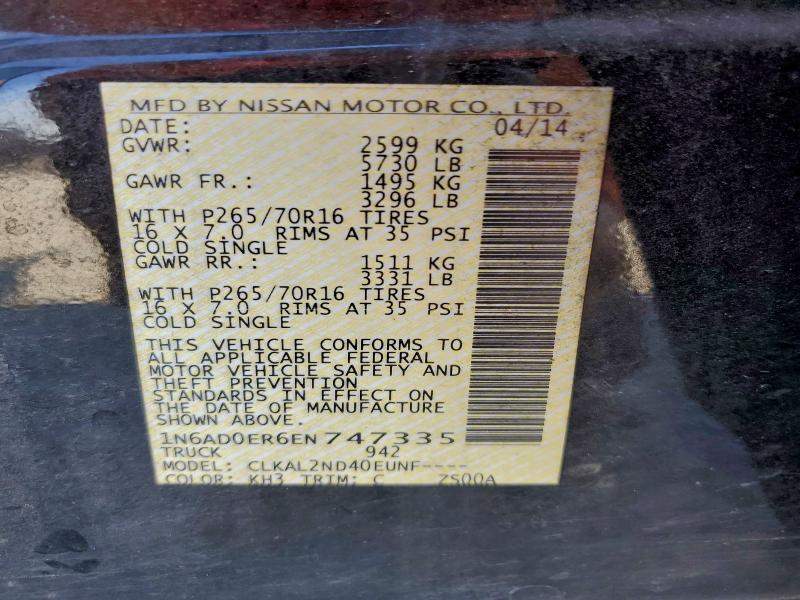 MFD BY NISSAN MOTOR CO., LTD.
DATE: 04/14
GVWR: 2599 KG
5730 LB
GAWR FR.: 1495 KG
3296 LB
WITH P265/70R16 TIRES
16 X 7.0 RIMS AT 35 PSI
COLD SINGLE
GAWR RR.: 1511 KG
3331 LB
WITH P265/70R16 TIRES
16 X 7.0 RIMS AT 35 PSI
COLD SINGLE
THIS VEHICLE CONFORMS TO
ALL APPLICABLE FEDERAL
MOTOR VEHICLE SAFETY AND
THEFT PREVENTION
STANDARDS IN EFFECT ON
THE DATE OF MANUFACTURE
SHOWN ABOVE.
1N6AD0ER6EN747335
TRUCK 942
MODEL: CLKAL2ND40EUNF----
COLOR: KH3 TRIM: C ZS00A